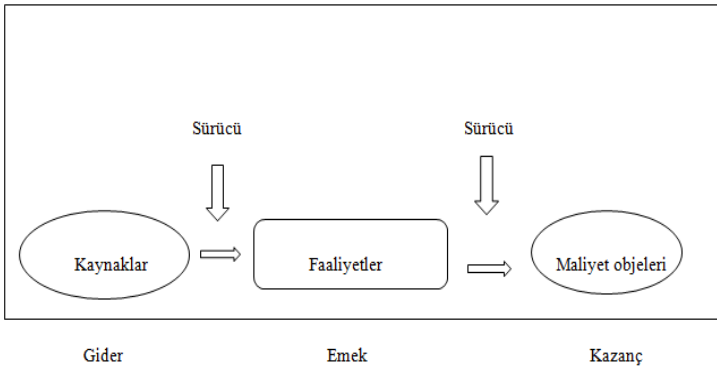 Sürücü Sürücü
Kaynaklar Faaliyetler Maliyet objeleri
Gider Emek Kazanç